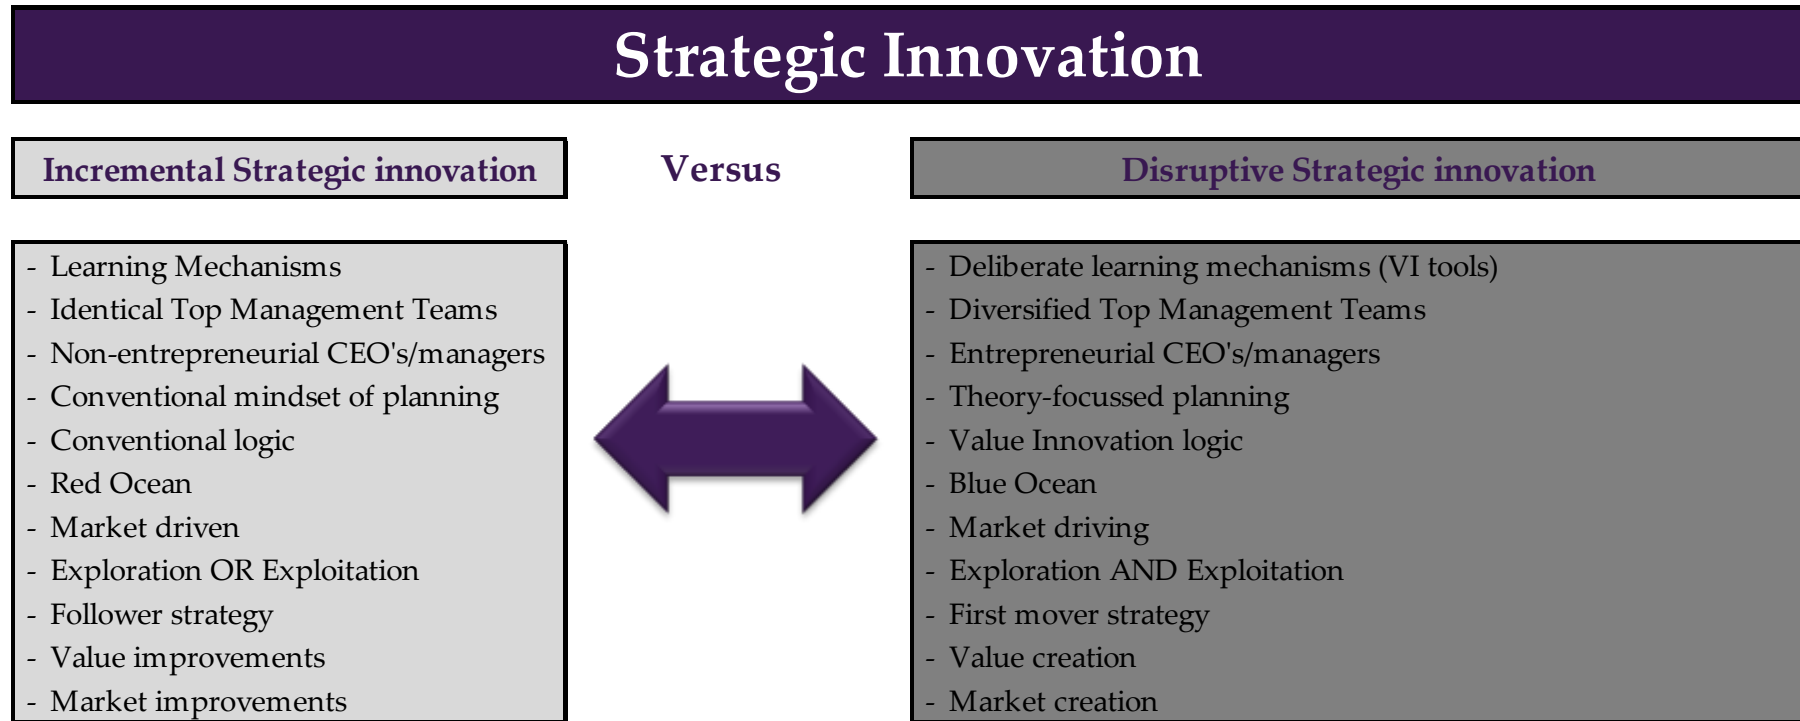 Strategic Innovation
Incremental Strategic innovation
Versus
Disruptive Strategic innovation
- Learning Mechanisms
- Identical Top Management Teams
- Non-entrepreneurial CEO's/managers
- Conventional mindset of planning
- Conventional logic
- Red Ocean
- Market driven
- Exploration OR Exploitation
- Follower strategy
- Value improvements
- Market improvements
- Deliberate learning mechanisms (VI tools)
- Diversified Top Management Teams
- Entrepreneurial CEO's/managers
- Theory-focussed planning
- Value Innovation logic
- Blue Ocean
- Market driving
- Exploration AND Exploitation
- First mover strategy
- Value creation
- Market creation